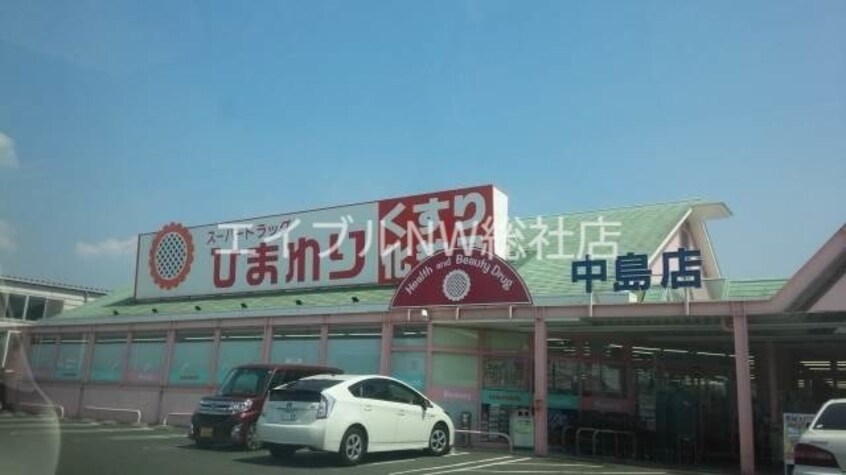 スーパードラッグ
ひまわり
くすり
化粧品
Health and Beauty Drug
中島店
エイブルNW総社店